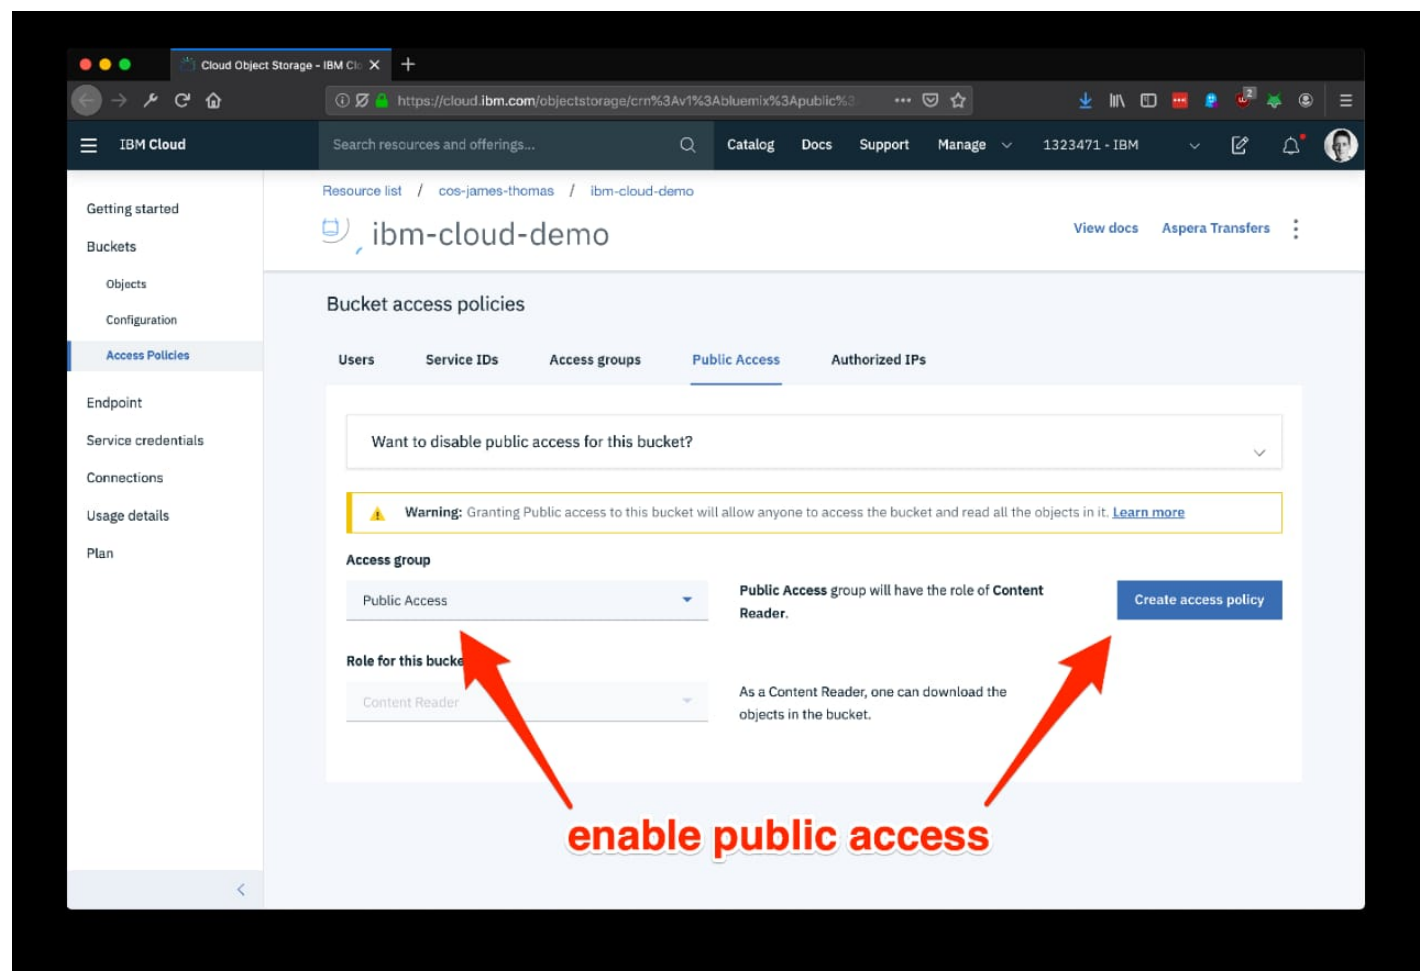 Cloud Object Storage - IBM Clo
https://cloud.ibm.com/objectstorage/crn%3Av1%3Abluemix%3Apublic%3
2
IBM Cloud
Search resources and offerings...
Catalog
Docs
Support
Manage
1323471 - IBM
Resource list / cos-james-thomas / ibm-cloud-demo
ibm-cloud-demo
View docs
Aspera Transfers
Getting started
Buckets
Objects
Configuration
Access Policies
Endpoint
Service credentials
Connections
Usage details
Plan
Bucket access policies
Users
Service IDs
Access groups
Public Access
Authorized IPs
Want to disable public access for this bucket?
Warning: Granting Public access to this bucket will allow anyone to access the bucket and read all the objects in it. Learn more
Access group
Public Access
Public Access group will have the role of Content
Reader.
Create access policy
Role for this bucke
Content Reader
As a Content Reader, one can download the
objects in the bucket.
enable public access